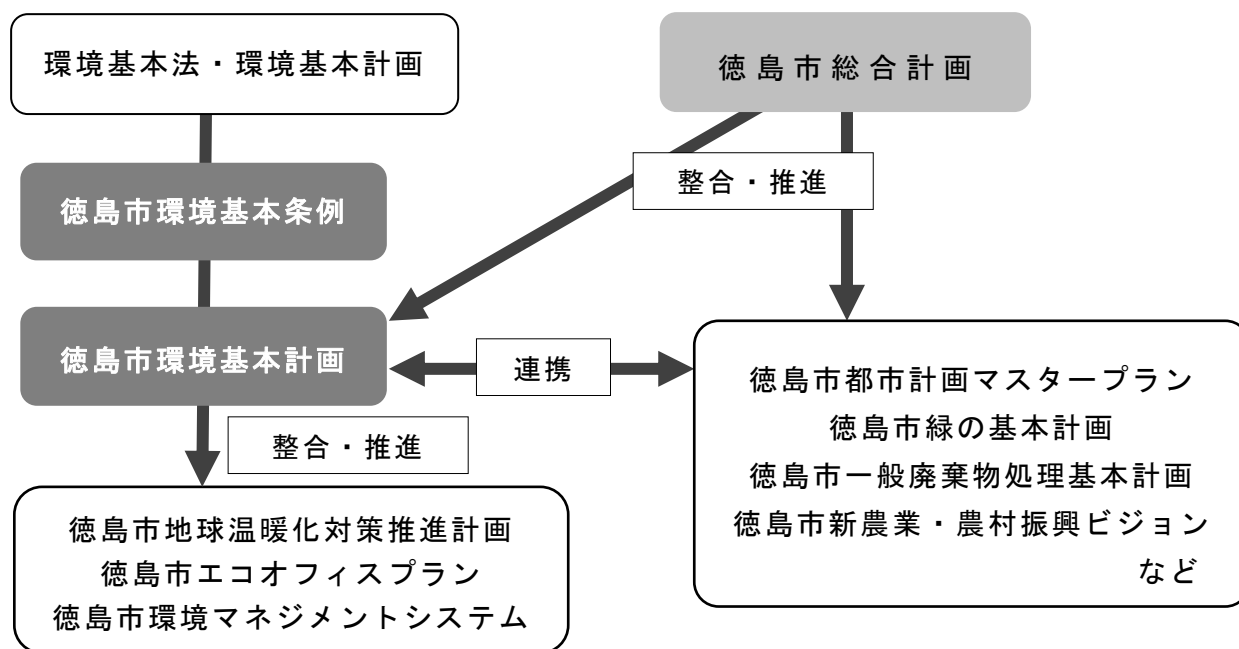 環境基本法・環境基本計画
徳島市総合計画
整合・推進
徳島市環境基本条例
徳島市環境基本計画
連携
徳島市都市計画マスタープラン
徳島市緑の基本計画
徳島市一般廃棄物処理基本計画
徳島市新農業・農村振興ビジョン
など
整合・推進
徳島市地球温暖化対策推進計画
徳島市エコオフィスプラン
徳島市環境マネジメントシステム